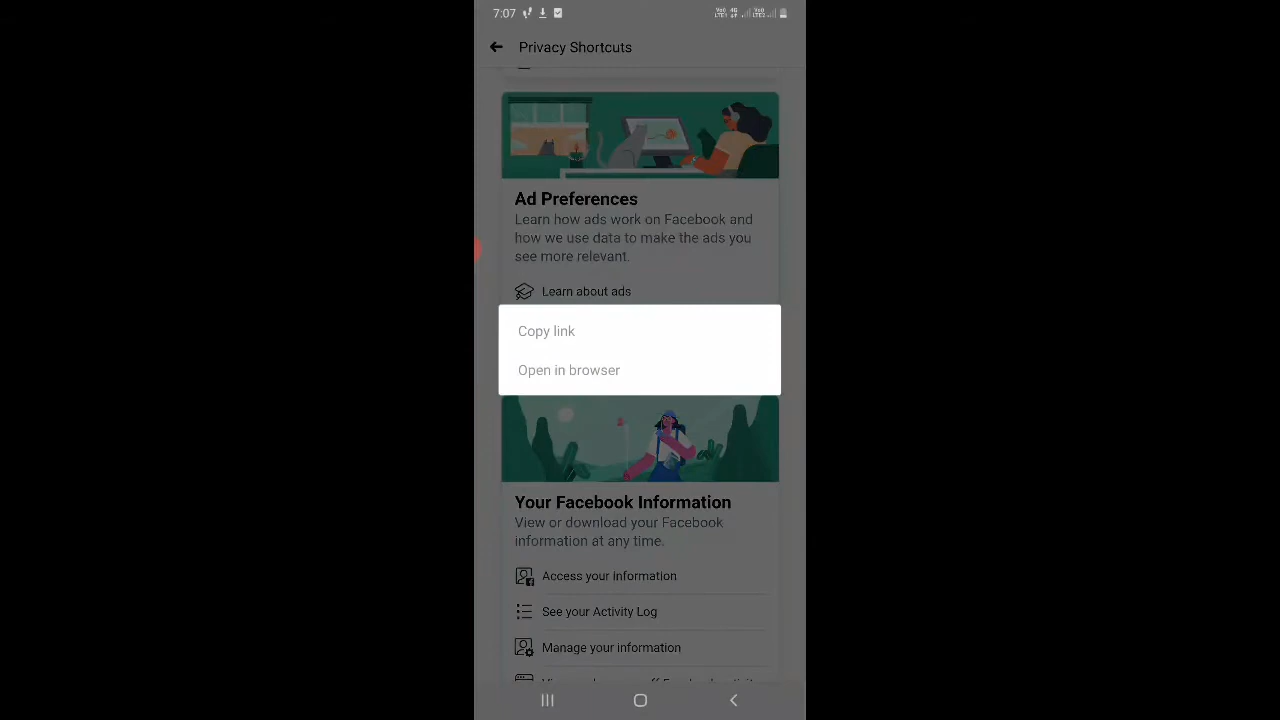 7:07
Privacy Shortcuts
Ad Preferences
Learn how ads work on Facebook and
how we use data to make the ads you
see more relevant.
Learn about ads
Copy link
Open in browser
Your Facebook Information
View or download your Facebook
information at any time.
Access your information
See your Activity Log
Manage your information